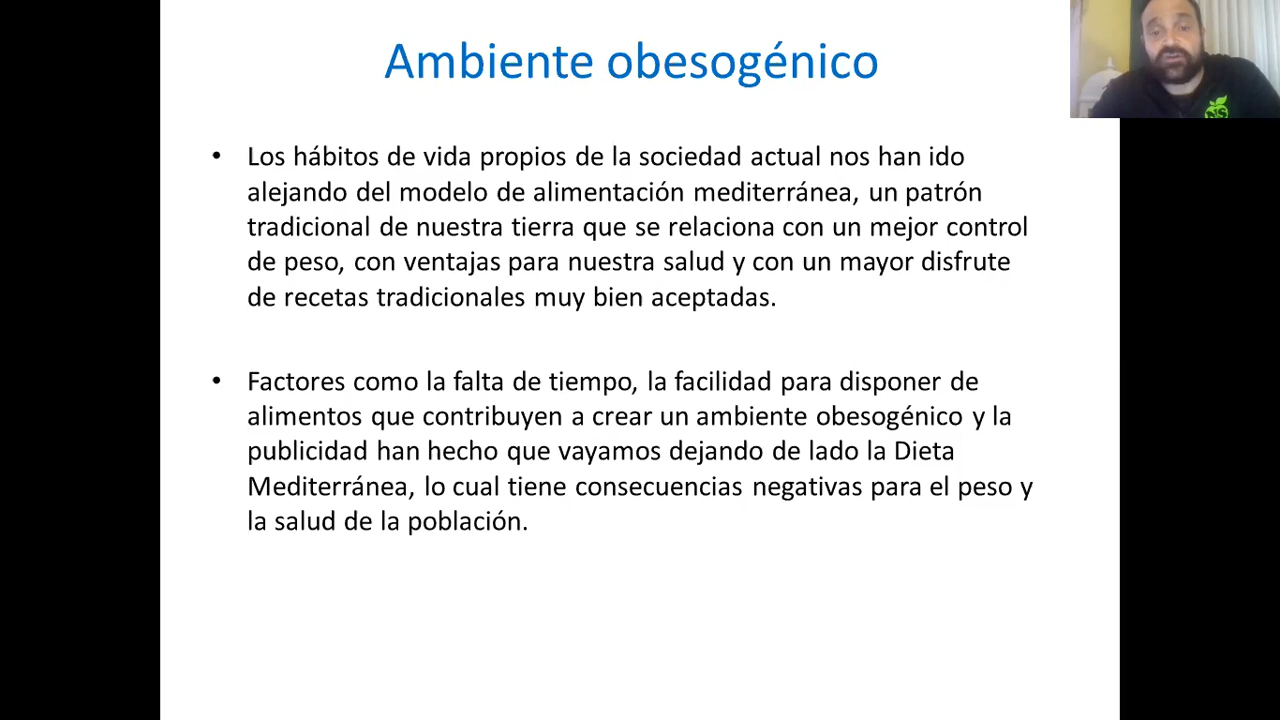 Ambiente obesogénico
• Los hábitos de vida propios de la sociedad actual nos han ido
alejando del modelo de alimentación mediterránea, un patrón
tradicional de nuestra tierra que se relaciona con un mejor control
de peso, con ventajas para nuestra salud y con un mayor disfrute
de recetas tradicionales muy bien aceptadas.
• Factores como la falta de tiempo, la facilidad para disponer de
alimentos que contribuyen a crear un ambiente obesogénico y la
publicidad han hecho que vayamos dejando de lado la Dieta
Mediterránea, lo cual tiene consecuencias negativas para el peso y
la salud de la población.